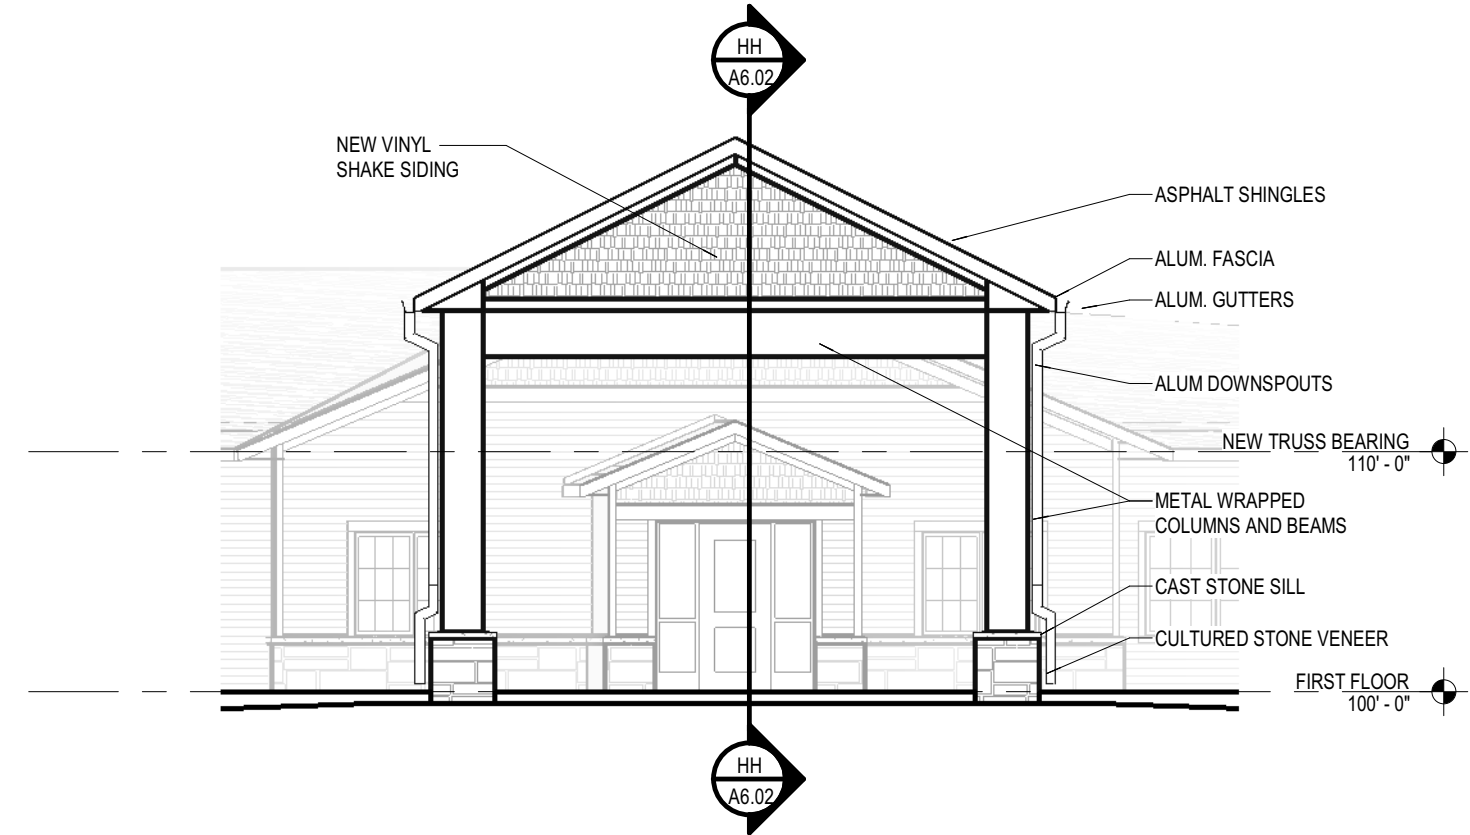 HH
A6.02
NEW VINYL
SHAKE SIDING
ASPHALT SHINGLES
ALUM. FASCIA
ALUM. GUTTERS
ALUM DOWNSPOUTS
NEW TRUSS BEARING
110' - 0"
METAL WRAPPED
COLUMNS AND BEAMS
CAST STONE SILL
CULTURED STONE VENEER
FIRST FLOOR
100' - 0"
HH
A6.02